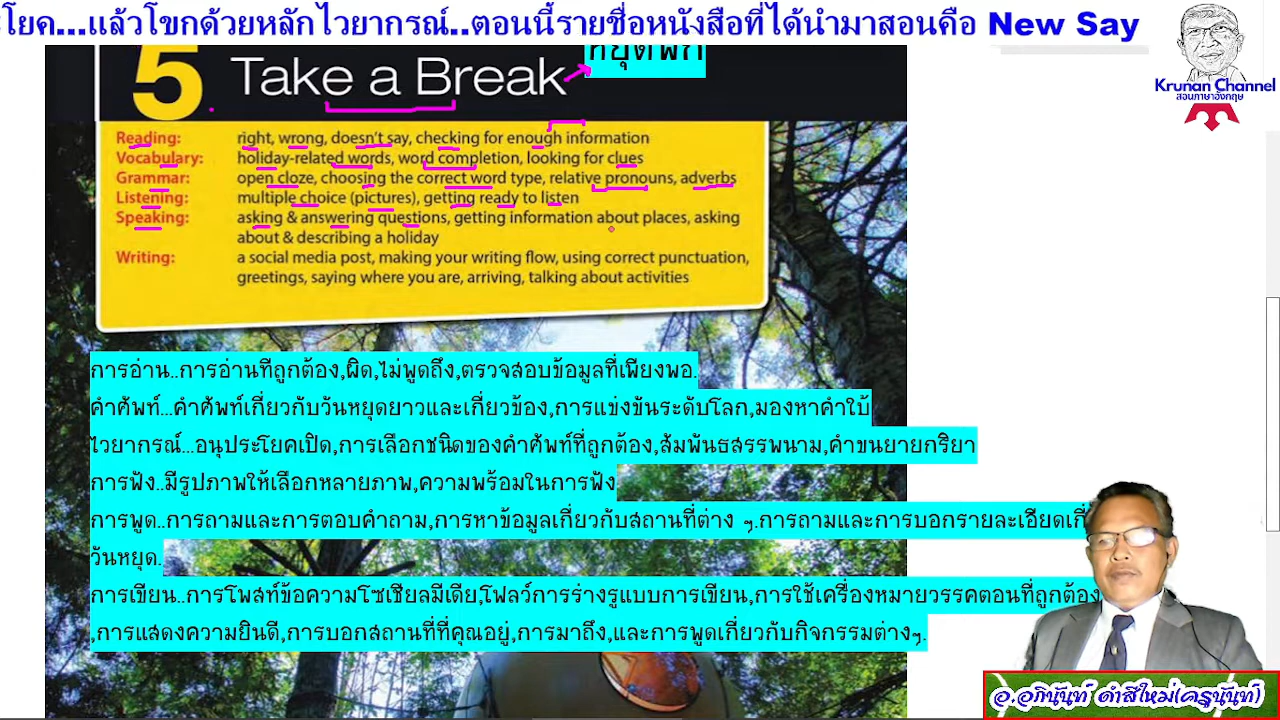 โยค...แล้วโขกด้วยหลักไวยากรณ์..ตอนนี้รายชื่อหนังสือที่ได้นำมาสอนคือ New Say
หยุดพัก
5 Take a Break
Krunan Channel
สอนภาษาอังกฤษ
Reading: right, wrong, doesn't say, checking for enough information
Vocabulary: holiday-related words, word completion, looking for clues
Grammar: open cloze, choosing the correct word type, relative pronouns, adverbs
Listening: multiple choice (pictures), getting ready to listen
Speaking: asking & answering questions, getting information about places, asking
about & describing a holiday
Writing: a social media post, making your writing flow, using correct punctuation,
greetings, saying where you are, arriving, talking about activities
การอ่าน..การอ่านที่ถูกต้อง,ผิด,ไม่พูดถึง,ตรวจสอบข้อมูลที่เพียงพอ.
คำศัพท์...คำศัพท์เกี่ยวกับวันหยุดยาวและเกี่ยวข้อง,การแข่งขันระดับโลก,มองหาคำใบ้
ไวยากรณ์...อนุประโยคเปิด,การเลือกชนิดของคำศัพท์ที่ถูกต้อง,สัมพันธสรรพนาม,คำขนยายกริยา
การฟัง..มีรูปภาพให้เลือกหลายภาพ,ความพร้อมในการฟัง
การพูด..การถามและการตอบคำถาม,การหาข้อมูลเกี่ยวกับสถานที่ต่าง ๆ.การถามและการบอกรายละเอียดเกี่
วันหยุด.
การเขียน..การโพสท์ข้อความโซเชียลมีเดีย,โฟลว์การร่างรูแบบการเขียน,การใช้เครื่องหมายวรรคตอนที่ถูกต้อง
,การแสดงความยินดี,การบอกสถานที่ที่คุณอยู่,การมาถึง,และการพูดเกี่ยวกับกิจกรรมต่างๆ.
อ.อภินันท์ ดำสีใหม่(ครูนันท์)